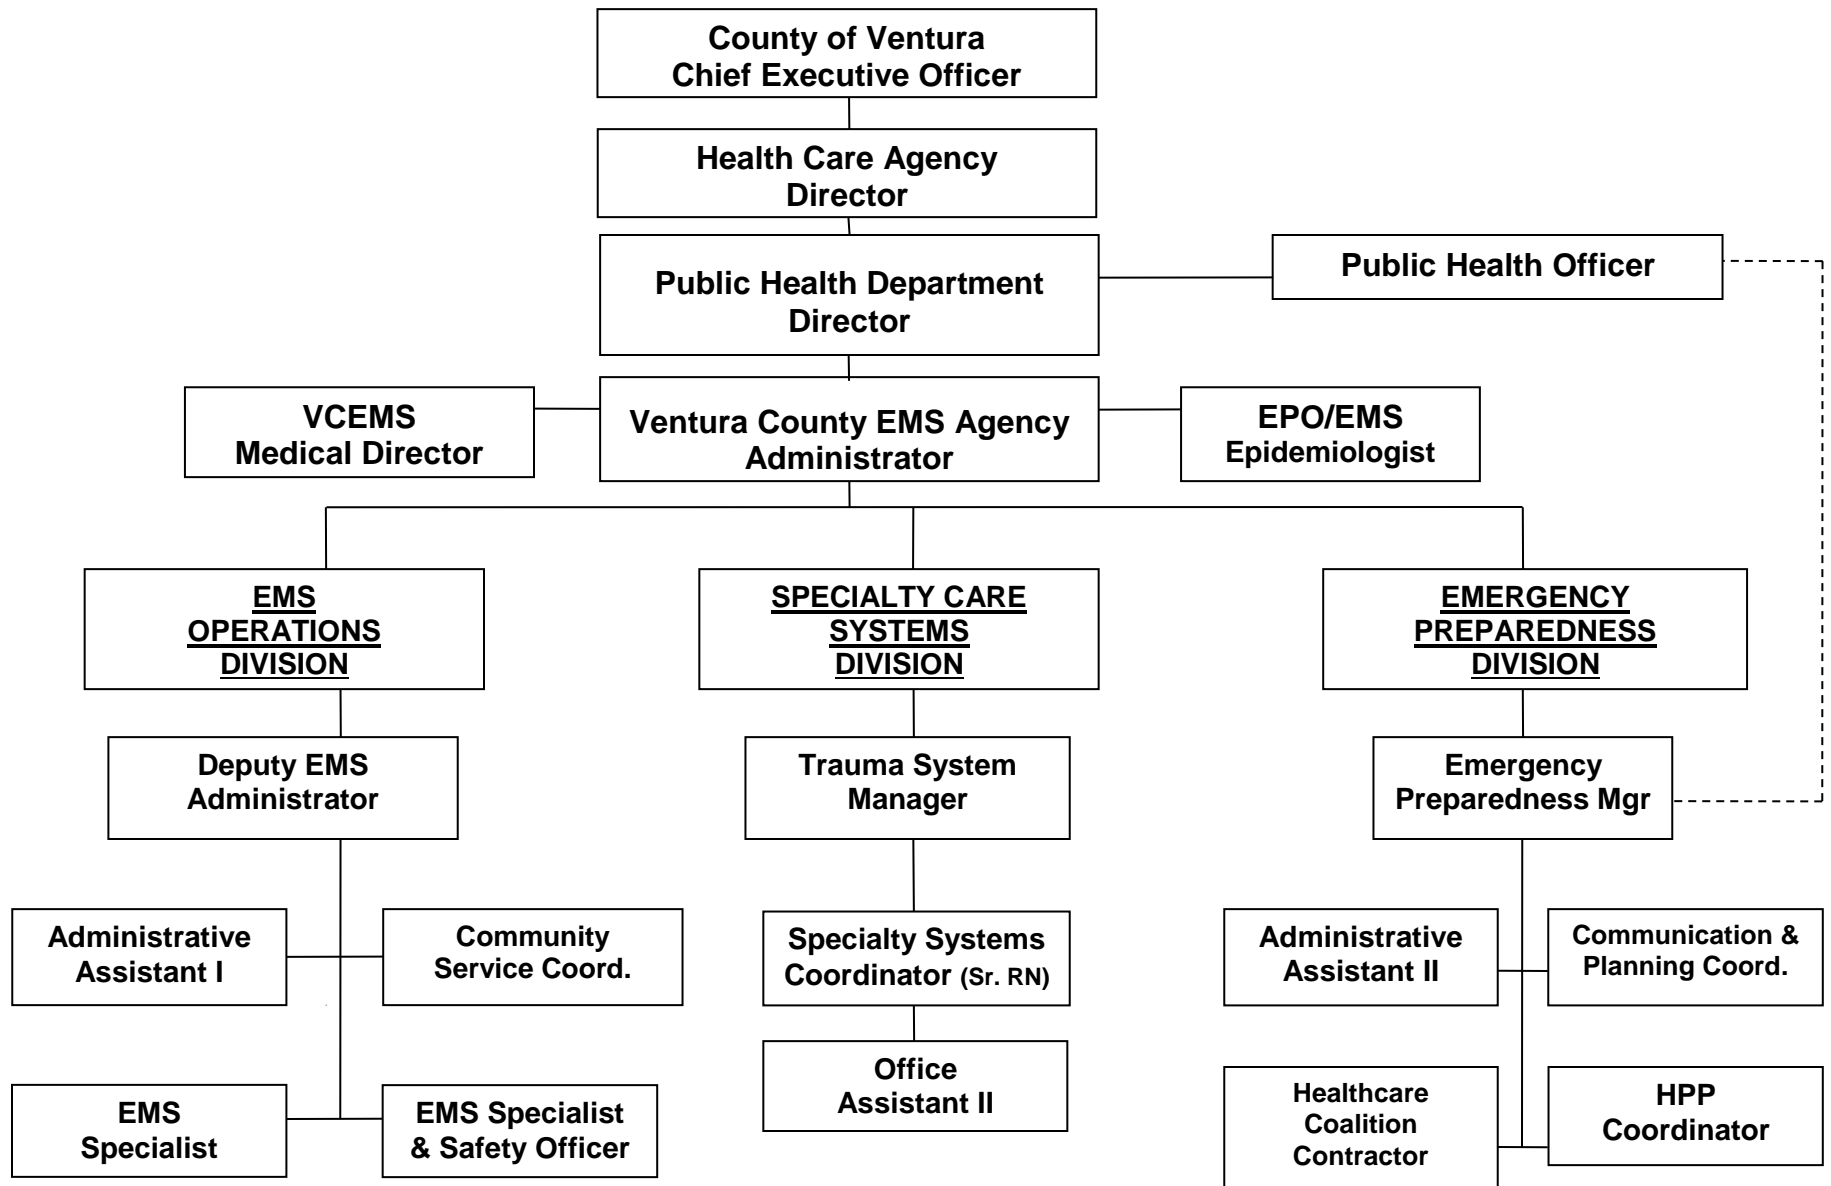 County of Ventura
Chief Executive Officer
Health Care Agency
Director
Public Health Department
Director
Public Health Officer
VCEMS
Medical Director
Ventura County EMS Agency
Administrator
EPO/EMS
Epidemiologist
EMS
OPERATIONS
DIVISION
SPECIALTY CARE
SYSTEMS
DIVISION
EMERGENCY
PREPAREDNESS
DIVISION
Deputy EMS
Administrator
Trauma System
Manager
Emergency
Preparedness Mgr
Administrative
Assistant I
Community
Service Coord.
Specialty Systems
Coordinator (Sr. RN)
Administrative
Assistant II
Communication &
Planning Coord.
EMS
Specialist
EMS Specialist
& Safety Officer
Office
Assistant II
Healthcare
Coalition
Contractor
HPP
Coordinator